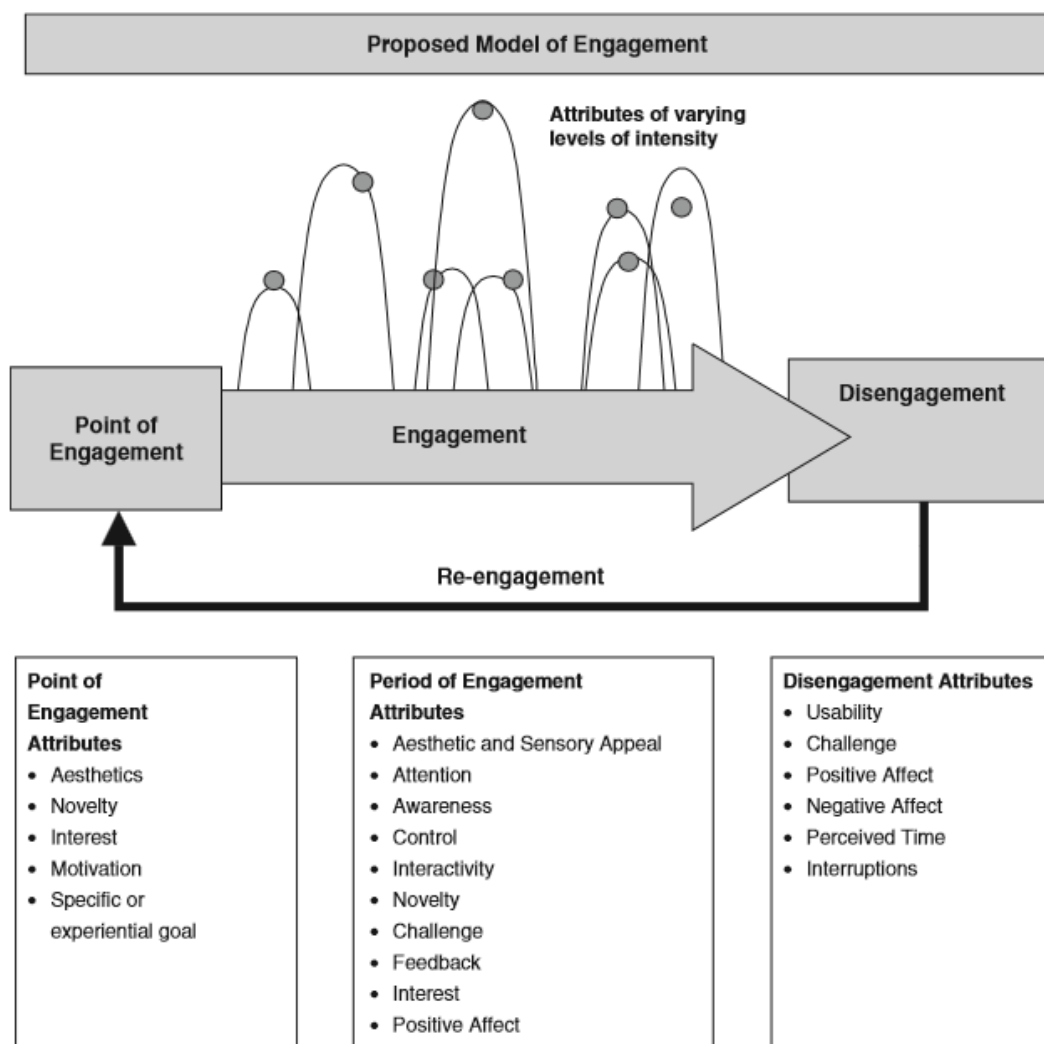 Proposed Model of Engagement
Attributes of varying
levels of intensity
Point of
Engagement
Engagement
Disengagement
Re-engagement
Point of
Engagement
Attributes
• Aesthetics
• Novelty
• Interest
• Motivation
• Specific or
experiential goal
Period of Engagement
Attributes
• Aesthetic and Sensory Appeal
• Attention
• Awareness
• Control
• Interactivity
• Novelty
• Challenge
• Feedback
• Interest
• Positive Affect
Disengagement Attributes
• Usability
• Challenge
• Positive Affect
• Negative Affect
• Perceived Time
• Interruptions